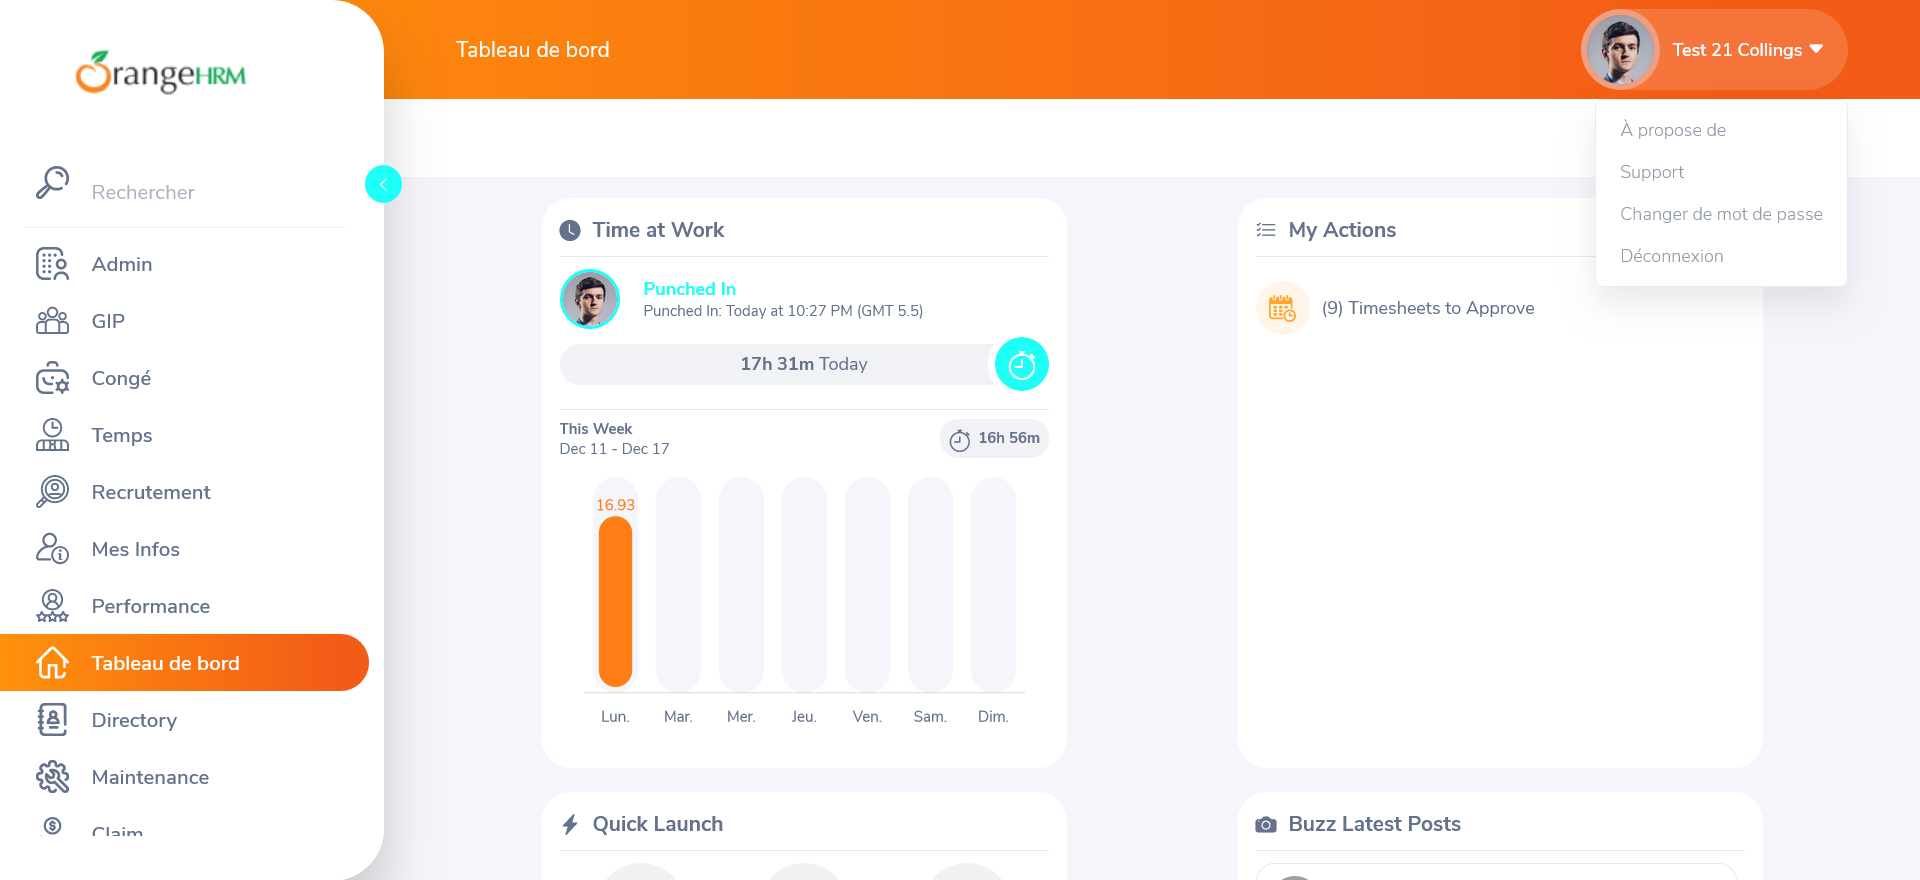 OrangeHRM
Rechercher
Admin
GIP
Congé
Temps
Recrutement
Mes Infos
Performance
Tableau de bord
Directory
Maintenance
Claim
Tableau de bord
Test 21 Collings
À propose de
Support
Changer de mot de passe
Déconnexion
Time at Work
Punched In
Punched In: Today at 10:27 PM (GMT 5.5)
17h 31m Today
This Week
Dec 11 - Dec 17
16h 56m
16.93
Lun. Mar. Mer. Jeu. Ven. Sam. Dim.
My Actions
(9) Timesheets to Approve
Quick Launch
Buzz Latest Posts